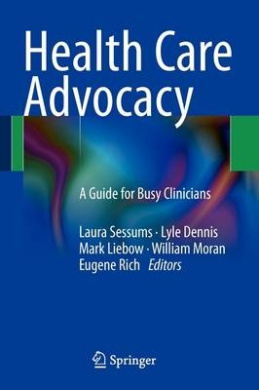 Health Care
Advocacy
A Guide for Busy Clinicians
Laura Sessums · Lyle Dennis
Mark Liebow · William Moran
Eugene Rich Editors
Springer